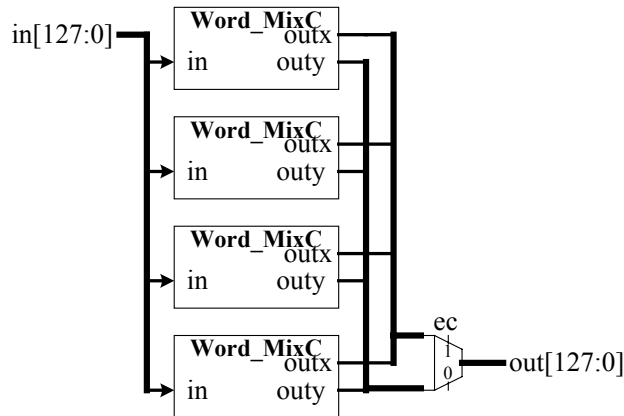 in[127:0]
Word_MixC
outx
in
outy
Word_MixC
outx
in
outy
Word_MixC
outx
in
outy
Word_MixC
outx
in
outy
ec
1
0
out[127:0]